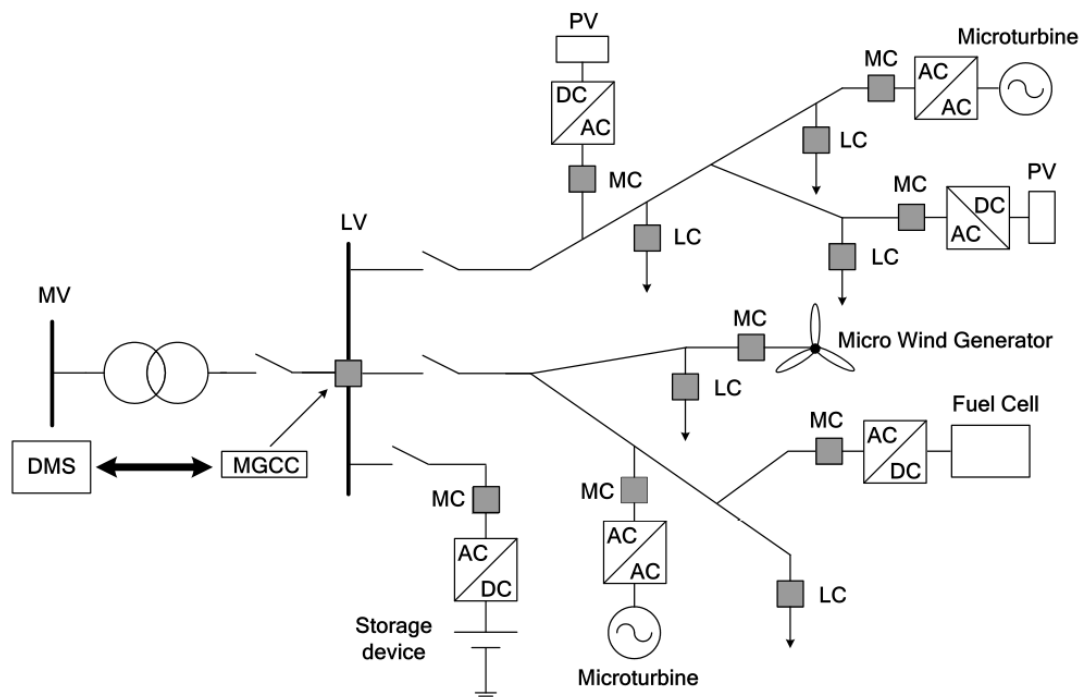 PV
DC
AC
MC
Microturbine
MC
AC
AC
LC
MC
DC
AC
PV
LC
LC
LV
MV
MC
Micro Wind Generator
LC
DMS
MGCC
MC
AC
DC
Storage
device
MC
AC
AC
Microturbine
MC
AC
DC
Fuel Cell
LC